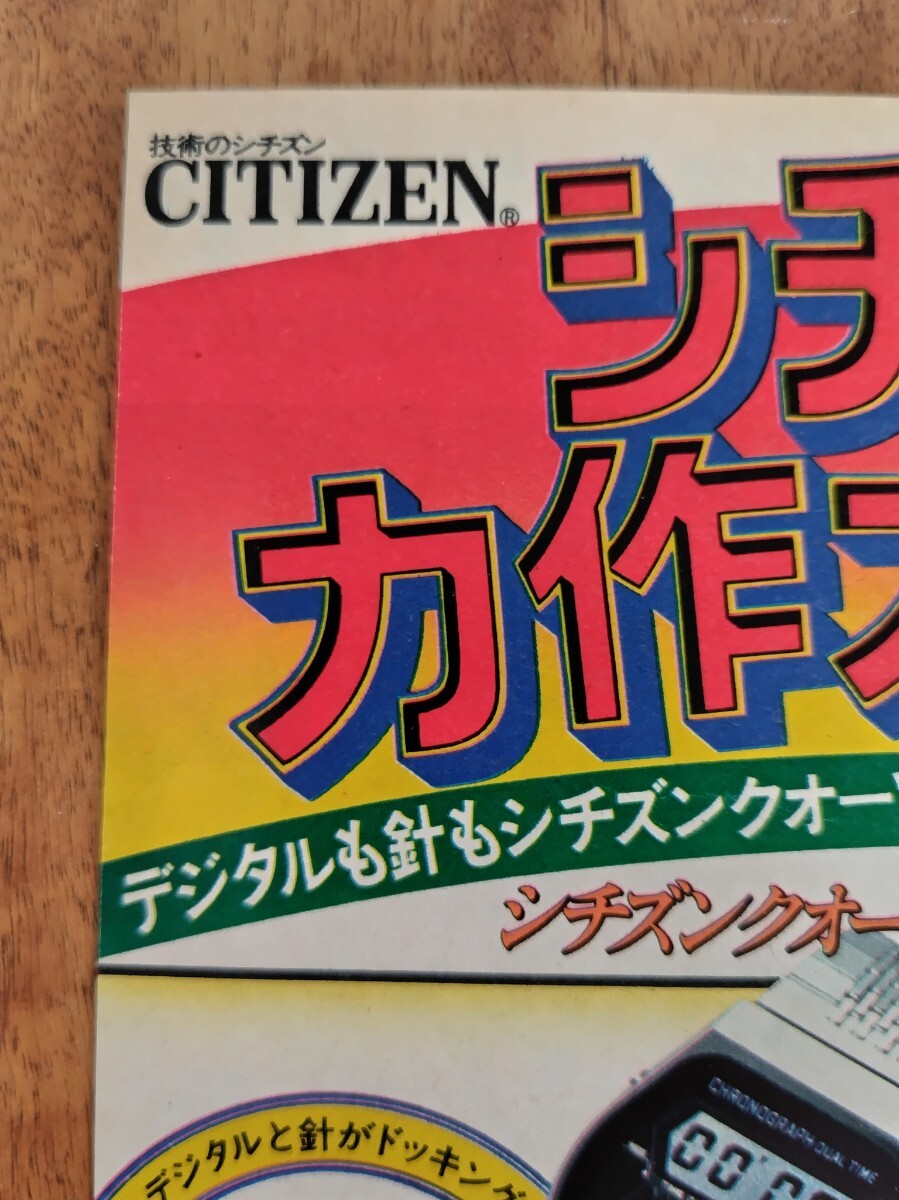 技術のシチズン
CITIZEN®
シチ
力作
デジタルも針もシチズンクオー
シチズンクオー
デジタルと針がドッキング
CHRONOGRAPH DUAL TIME
00